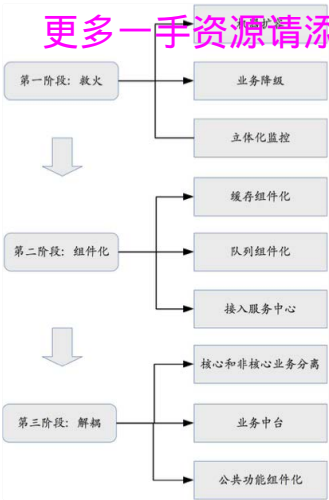 更多一手资源请添
第一阶段：救火
业务降级
立体化监控
缓存组件化
第二阶段：组件化
队列组件化
接入服务中心
核心和非核心业务分离
第三阶段：解耦
业务中台
公共功能组件化